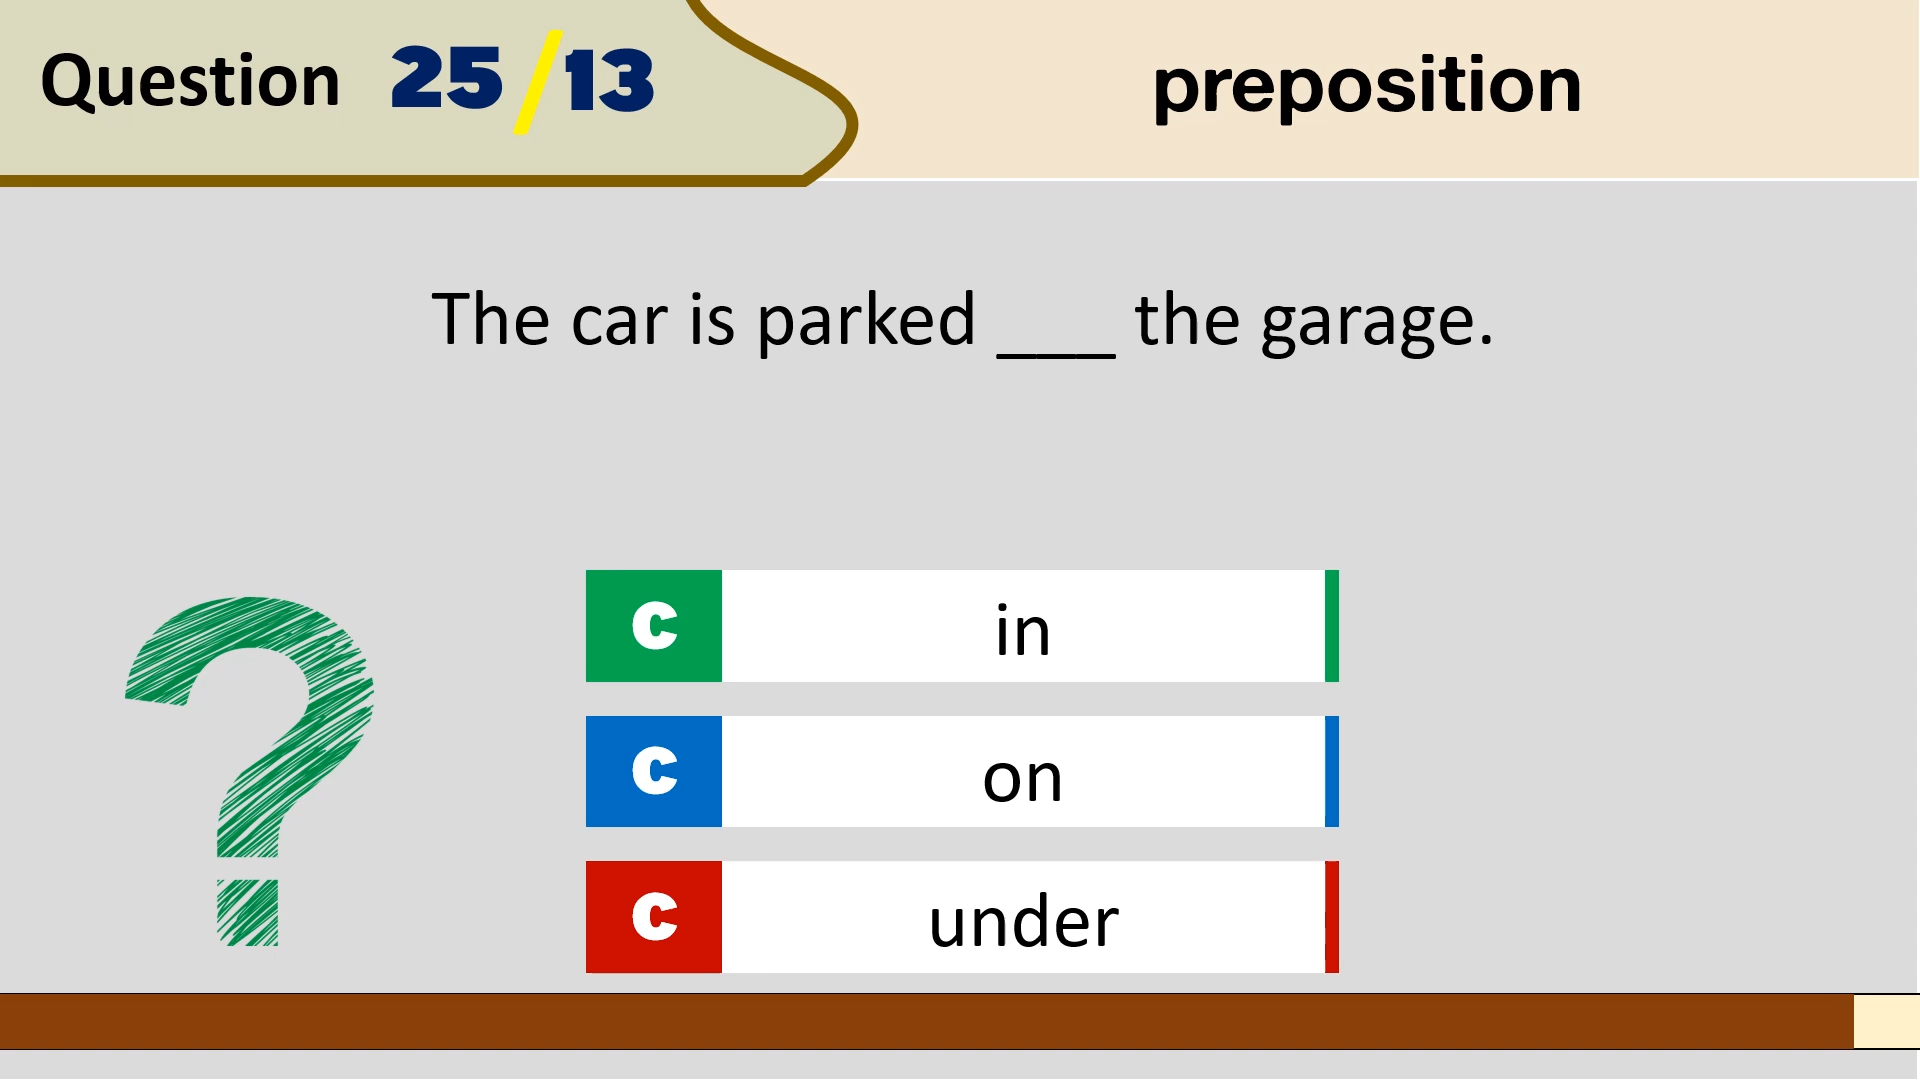 Question 25/13
preposition
The car is parked ___ the garage.
C in
C on
C under